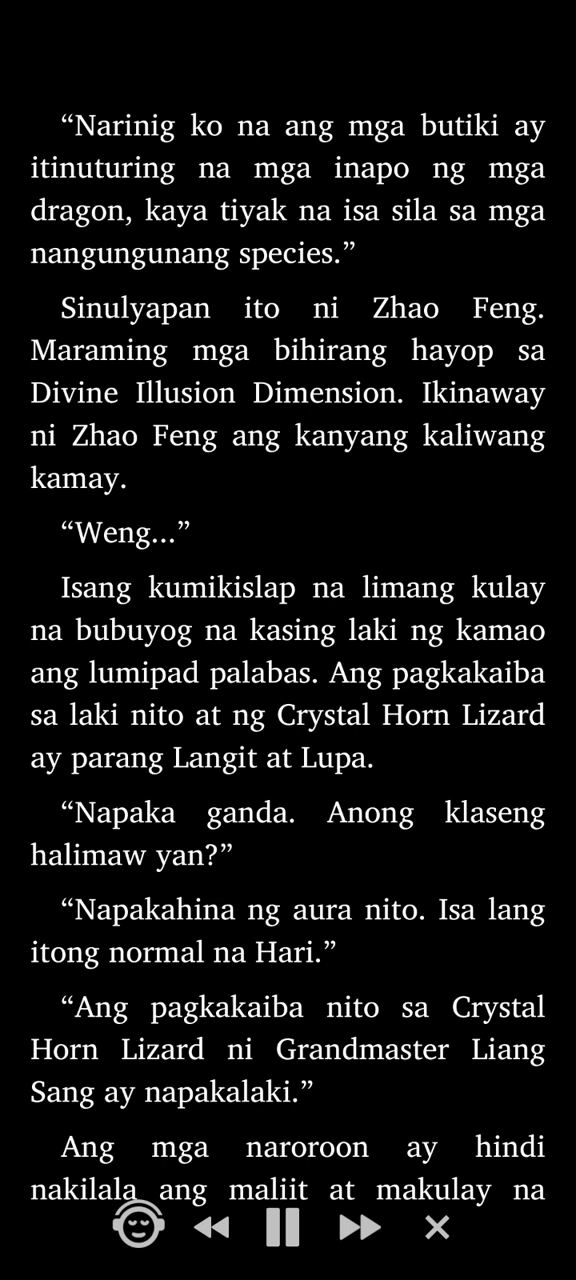 “Narinig ko na ang mga butiki ay
itinuturing na mga inapo ng mga
dragon, kaya tiyak na isa sila sa mga
nangungunang species.”
Sinulyapan ito ni Zhao Feng.
Maraming mga bihirang hayop sa
Divine Illusion Dimension. Ikinaway
ni Zhao Feng ang kanyang kaliwang
kamay.
“Weng...”
Isang kumikislap na limang kulay
na bubuyog na kasing laki ng kamao
ang lumipad palabas. Ang pagkakaiba
sa laki nito at ng Crystal Horn Lizard
ay parang Langit at Lupa.
“Napaka ganda. Anong klaseng
halimaw yan?”
“Napakahina ng aura nito. Isa lang
itong normal na Hari.”
“Ang pagkakaiba nito sa Crystal
Horn Lizard ni Grandmaster Liang
Sang ay napakalaki.”
Ang mga naroroon ay hindi
nakilala ang maliit at makulay na